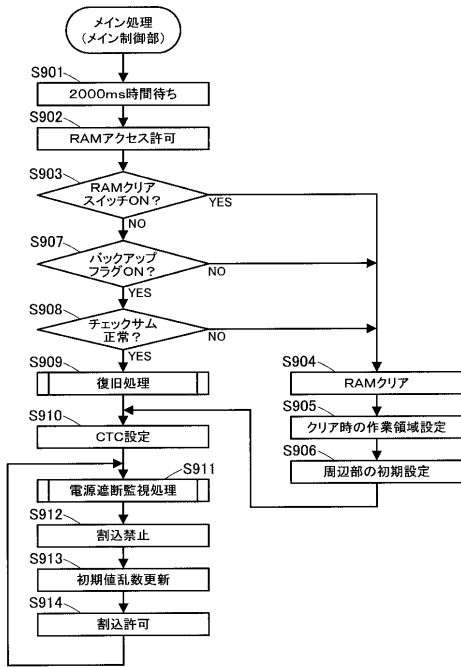 メイン処理
(メイン制御部)
S901
2000ms時間待ち
S902
RAMアクセス許可
S903
RAMクリア
スイッチON?
YES
NO
S907
バックアップ
フラグON?
NO
YES
S908
チェックサム
正常?
NO
YES
S909
復旧処理
S904
RAMクリア
S905
クリア時の作業領域設定
S906
周辺部の初期設定
S910
CTC設定
S911
電源遮断監視処理
S912
割込禁止
S913
初期値乱数更新
S914
割込許可